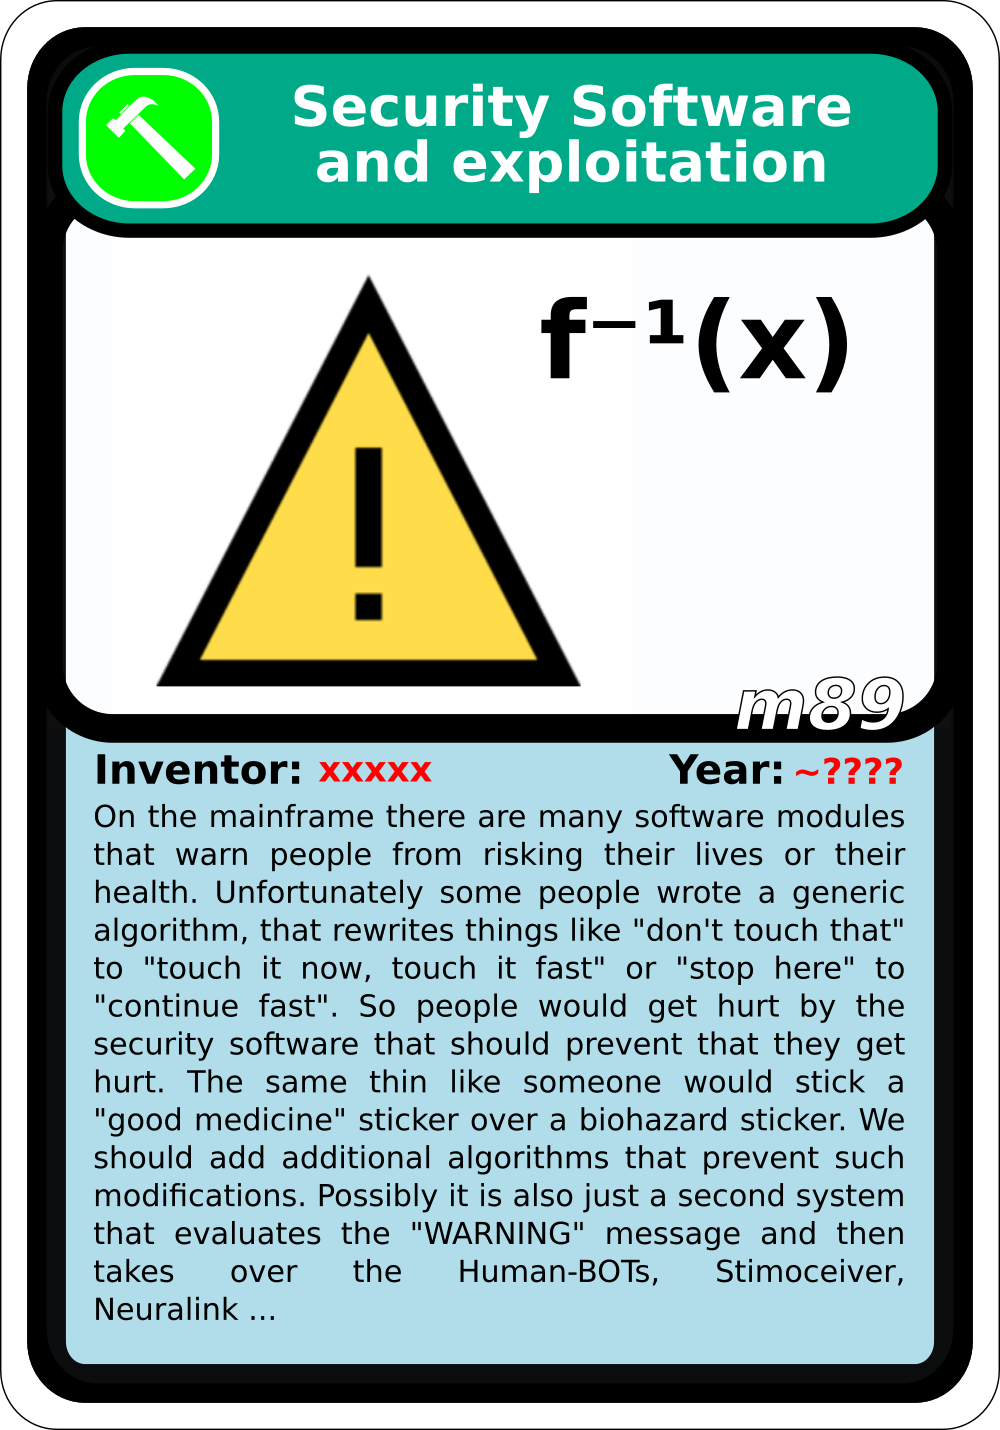 Security Software
and exploitation
!
f⁻¹(x)
m89
Inventor: xxxxx Year: ~????
On the mainframe there are many software modules
that warn people from risking their lives or their
health. Unfortunately some people wrote a generic
algorithm, that rewrites things like "don't touch that"
to "touch it now, touch it fast" or "stop here" to
"continue fast". So people would get hurt by the
security software that should prevent that they get
hurt. The same thin like someone would stick a
"good medicine" sticker over a biohazard sticker. We
should add additional algorithms that prevent such
modifications. Possibly it is also just a second system
that evaluates the "WARNING" message and then
takes over the Human-BOTs, Stimoceiver,
Neuralink ...